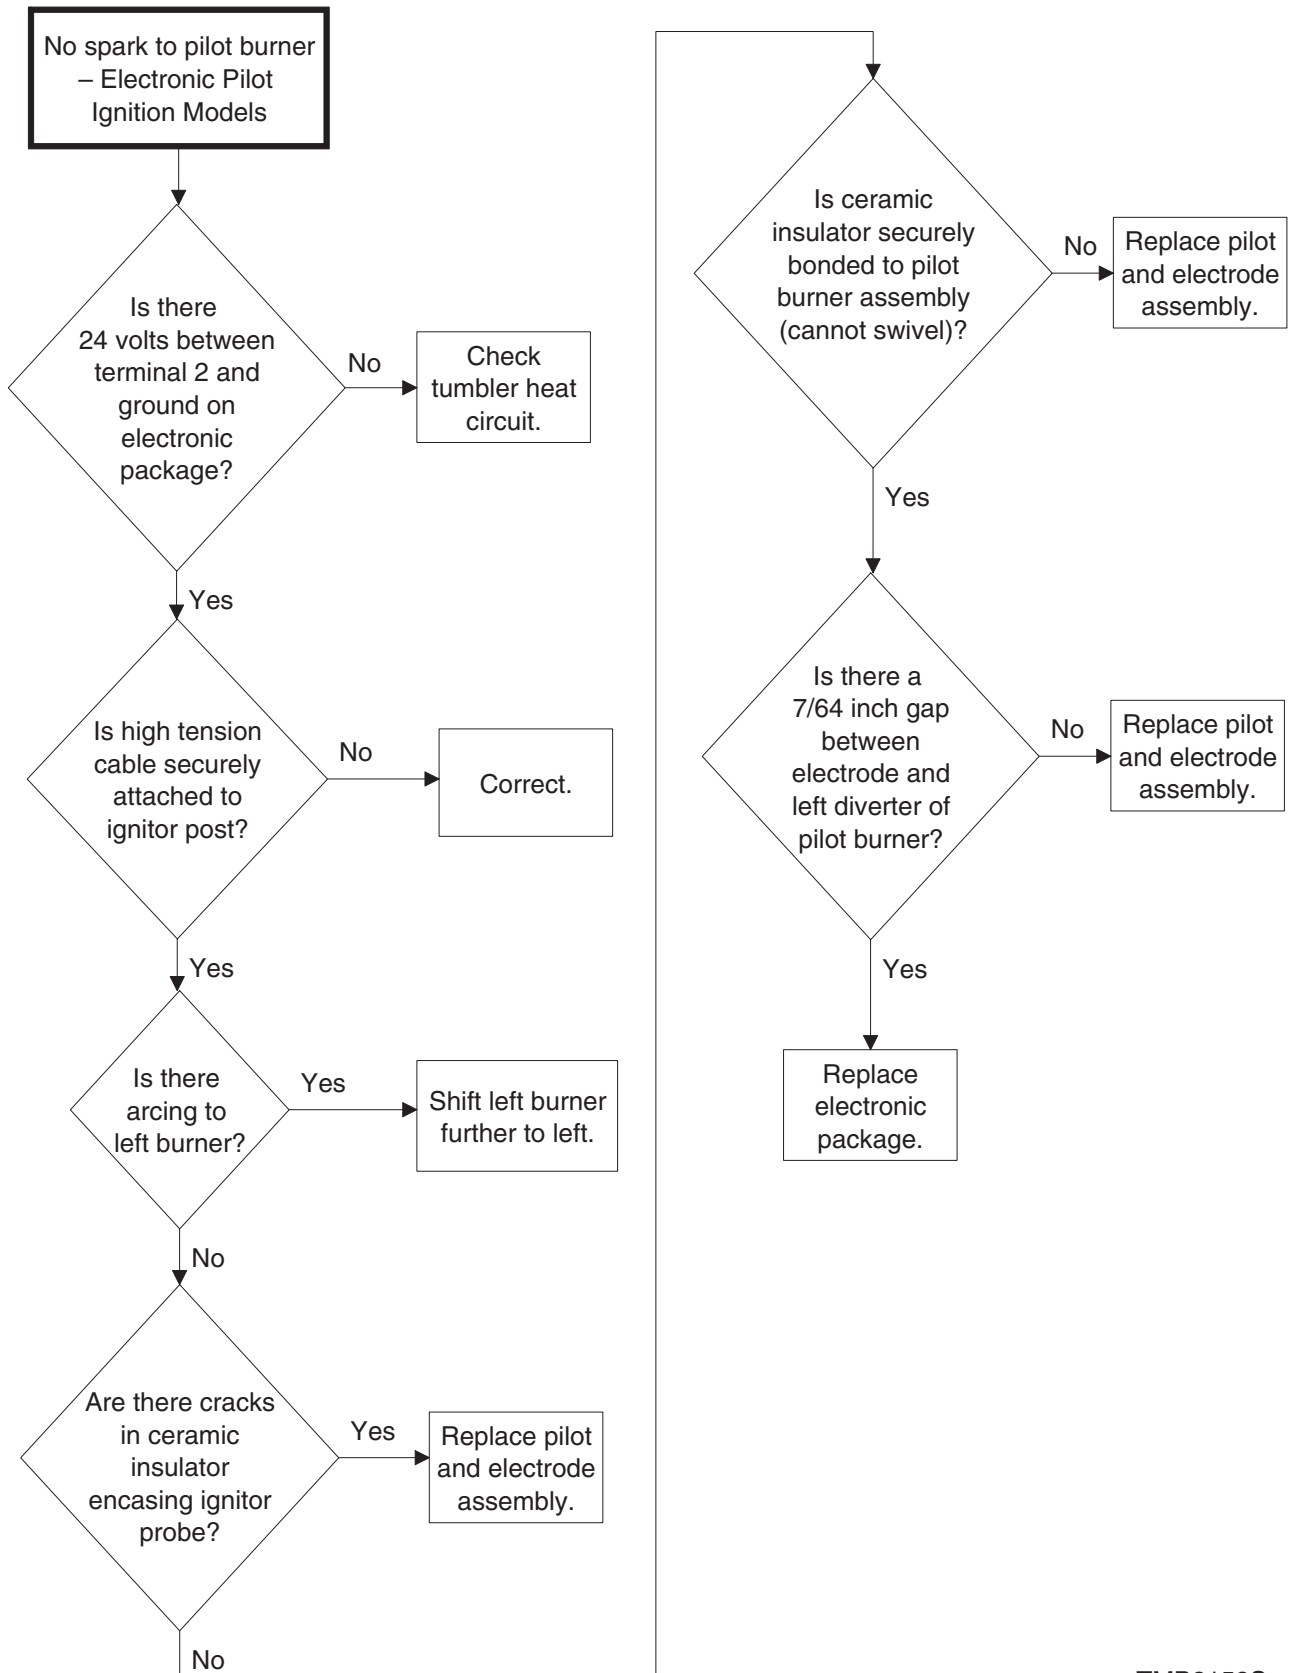 No spark to pilot burner
– Electronic Pilot
Ignition Models
Is there
24 volts between
terminal 2 and
ground on
electronic
package?
No
Check
tumbler heat
circuit.
Yes
Is high tension
cable securely
attached to
ignitor post?
No
Correct.
Yes
Is there
arcing to
left burner?
Yes
Shift left burner
further to left.
No
Are there cracks
in ceramic
insulator
encasing ignitor
probe?
Yes
Replace pilot
and electrode
assembly.
No
Is ceramic
insulator securely
bonded to pilot
burner assembly
(cannot swivel)?
No
Replace pilot
and electrode
assembly.
Yes
Is there a
7/64 inch gap
between
electrode and
left diverter of
pilot burner?
No
Replace pilot
and electrode
assembly.
Yes
Replace
electronic
package.